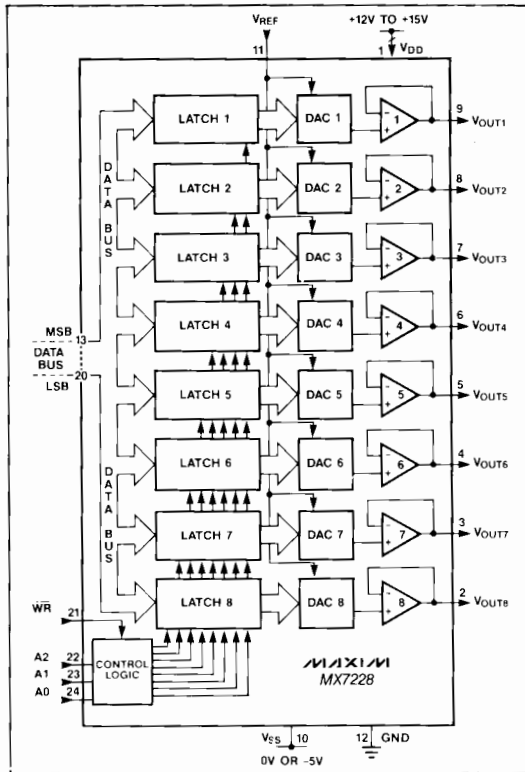 VREF
+12V TO +15V
11
1 VDD
LATCH 1
DAC 1
1
9
VOUT1
LATCH 2
DAC 2
2
8
VOUT2
DATA BUS
LATCH 3
DAC 3
3
7
VOUT3
LATCH 4
DAC 4
4
6
VOUT4
MSB
13
DATA
BUS
20
LSB
LATCH 5
DAC 5
5
5
VOUT5
LATCH 6
DAC 6
6
4
VOUT6
DATA BUS
LATCH 7
DAC 7
7
3
VOUT7
LATCH 8
DAC 8
8
2
VOUT8
WR
21
A2
22
A1
23
A0
24
CONTROL
LOGIC
MAXIM
MX7228
VSS
10
12
GND
0V OR -5V
- +
- +
- +
- +
- +
- +
- +
- +